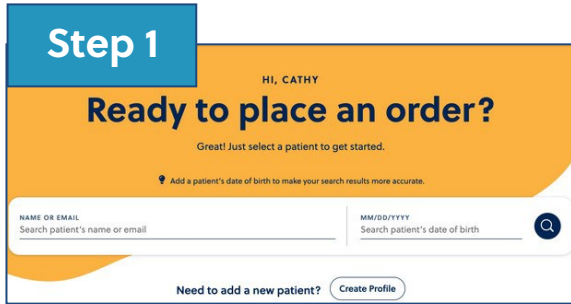 Step 1
HI, CATHY
Ready to place an order?
Great! Just select a patient to get started.
Add a patient's date of birth to make your search results more accurate.
NAME OR EMAIL
Search patient's name or email
MM/DD/YYYY
Search patient's date of birth
Need to add a new patient? Create Profile